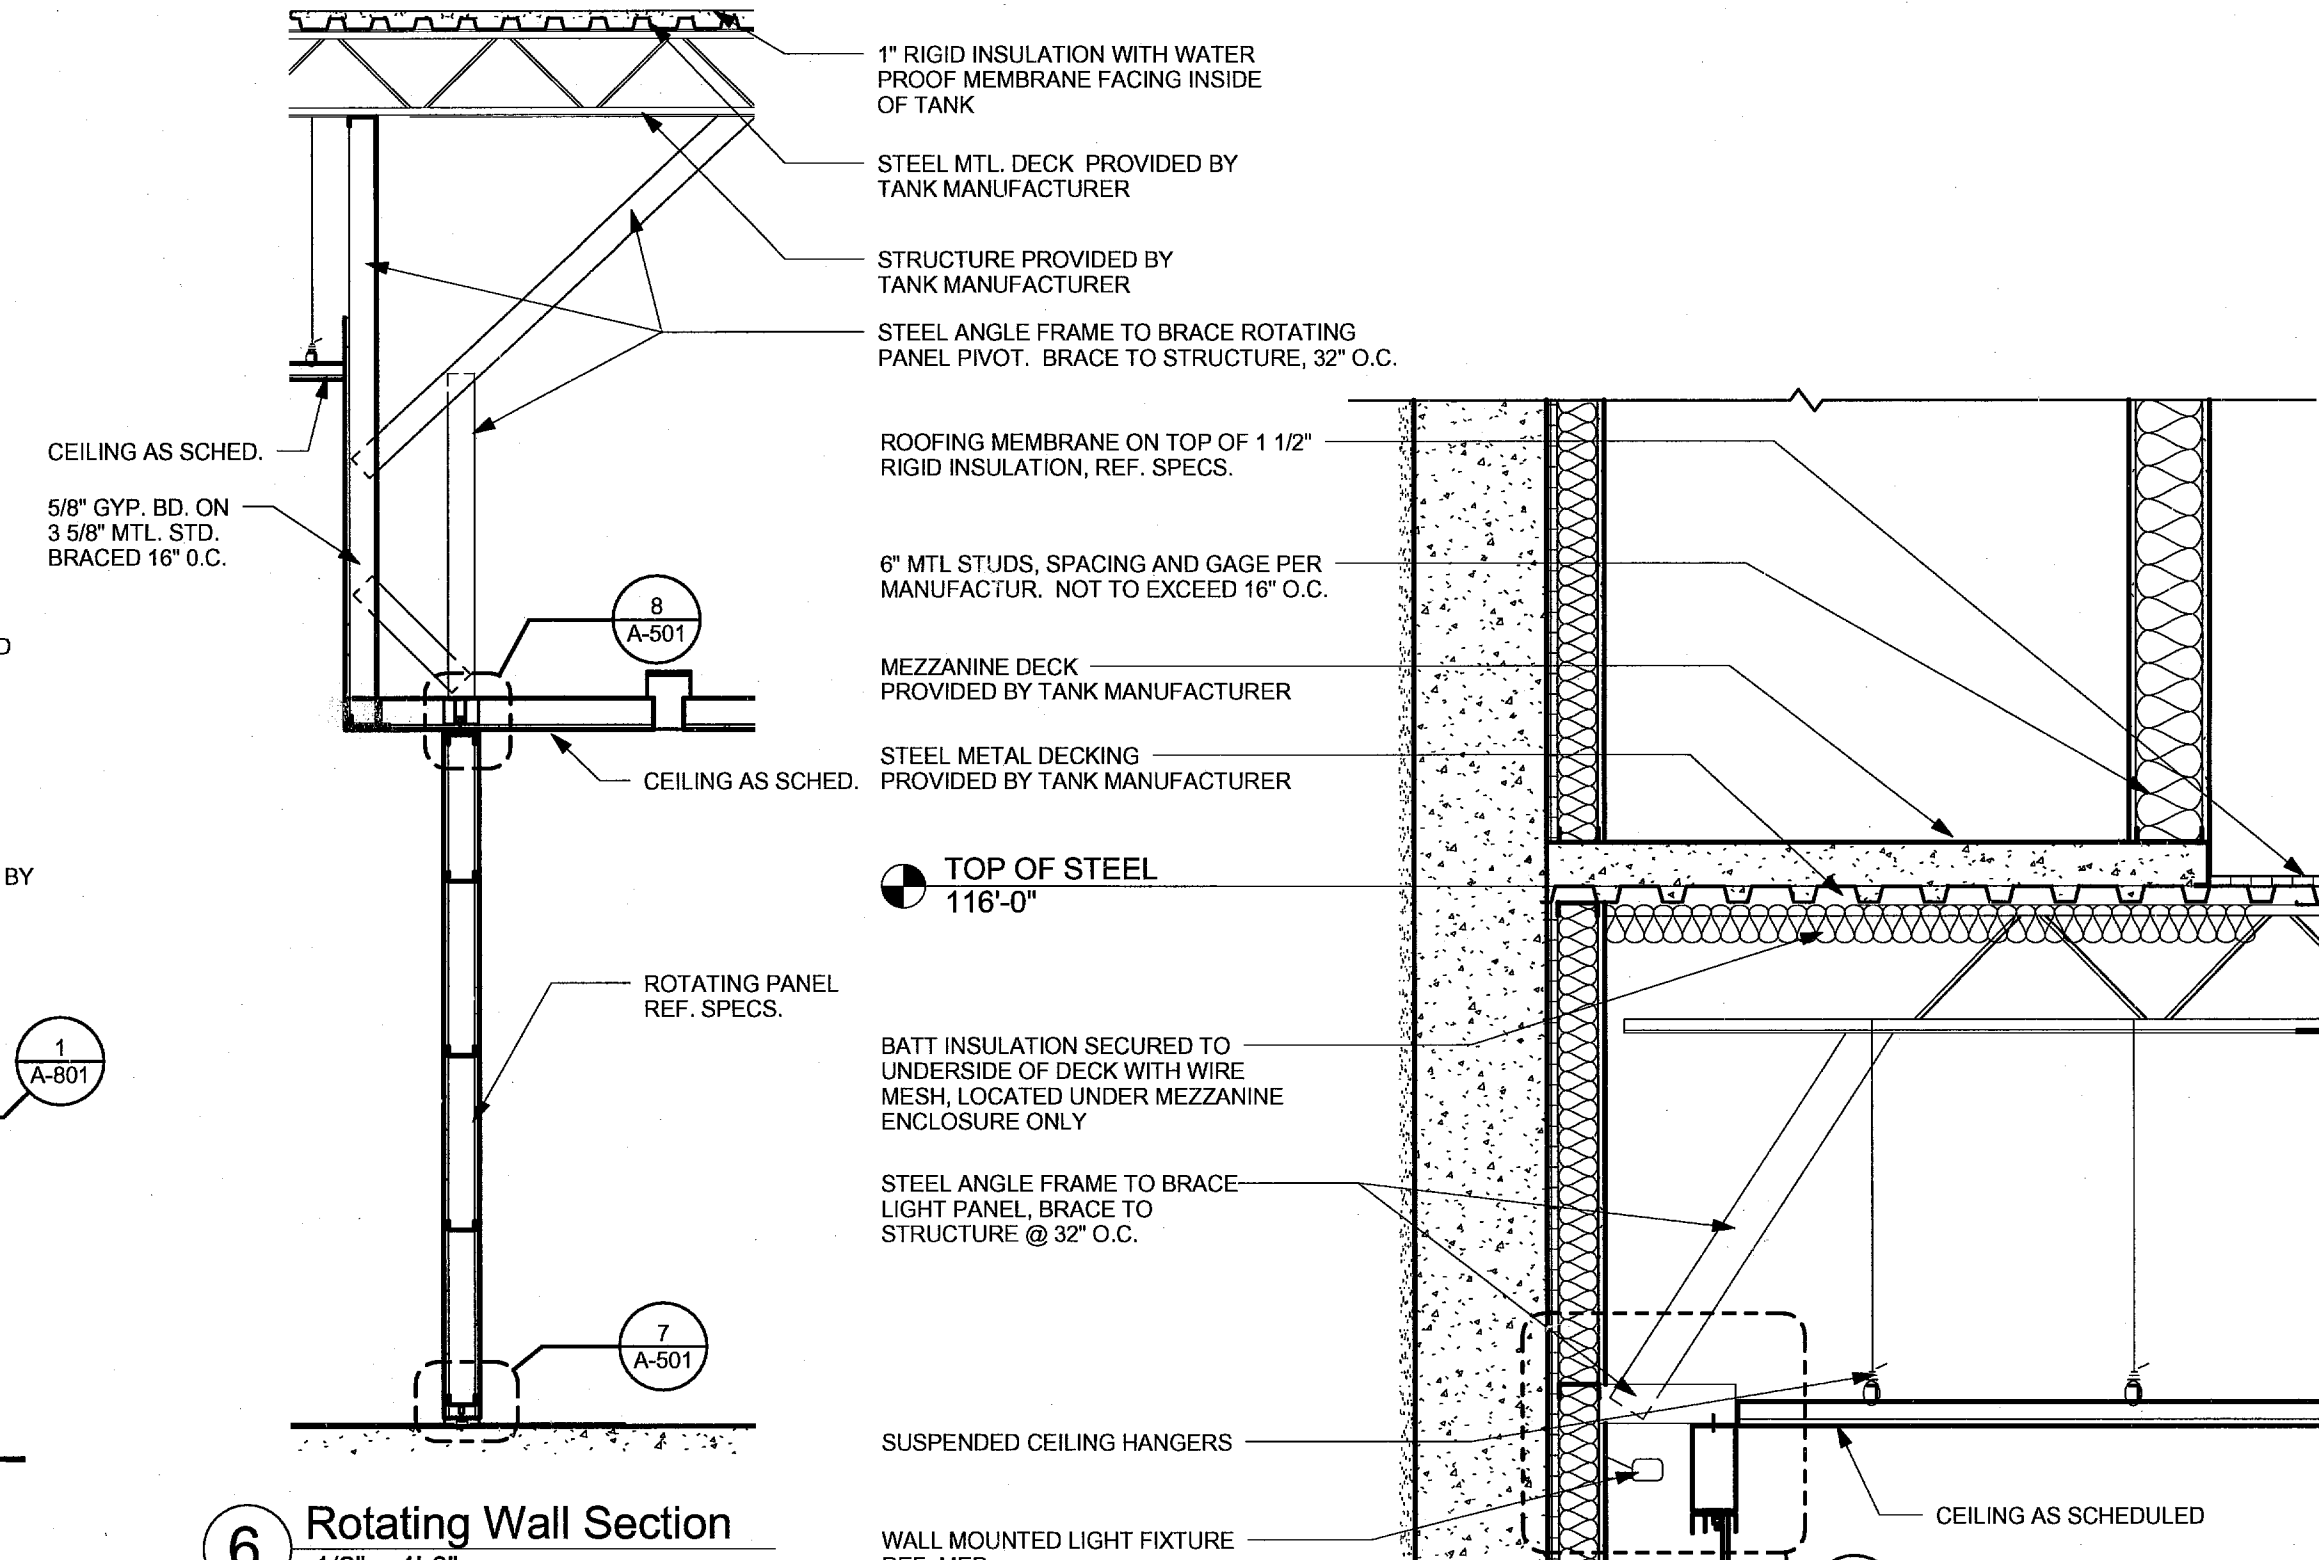 1" RIGID INSULATION WITH WATER
PROOF MEMBRANE FACING INSIDE
OF TANK
STEEL MTL. DECK PROVIDED BY
TANK MANUFACTURER
STRUCTURE PROVIDED BY
TANK MANUFACTURER
STEEL ANGLE FRAME TO BRACE ROTATING
PANEL PIVOT. BRACE TO STRUCTURE, 32" O.C.
CEILING AS SCHED.
5/8" GYP. BD. ON
3 5/8" MTL. STD.
BRACED 16" 0.C.
8
A-501
CEILING AS SCHED.
BY
1
A-801
ROTATING PANEL
REF. SPECS.
7
A-501
6
Rotating Wall Section
ROOFING MEMBRANE ON TOP OF 1 1/2"
RIGID INSULATION, REF. SPECS.
6" MTL STUDS, SPACING AND GAGE PER
MANUFACTUR. NOT TO EXCEED 16" O.C.
MEZZANINE DECK
PROVIDED BY TANK MANUFACTURER
STEEL METAL DECKING
PROVIDED BY TANK MANUFACTURER
TOP OF STEEL
116'-0"
BATT INSULATION SECURED TO
UNDERSIDE OF DECK WITH WIRE
MESH, LOCATED UNDER MEZZANINE
ENCLOSURE ONLY
STEEL ANGLE FRAME TO BRACE
LIGHT PANEL, BRACE TO
STRUCTURE @ 32" O.C.
SUSPENDED CEILING HANGERS
WALL MOUNTED LIGHT FIXTURE
CEILING AS SCHEDULED